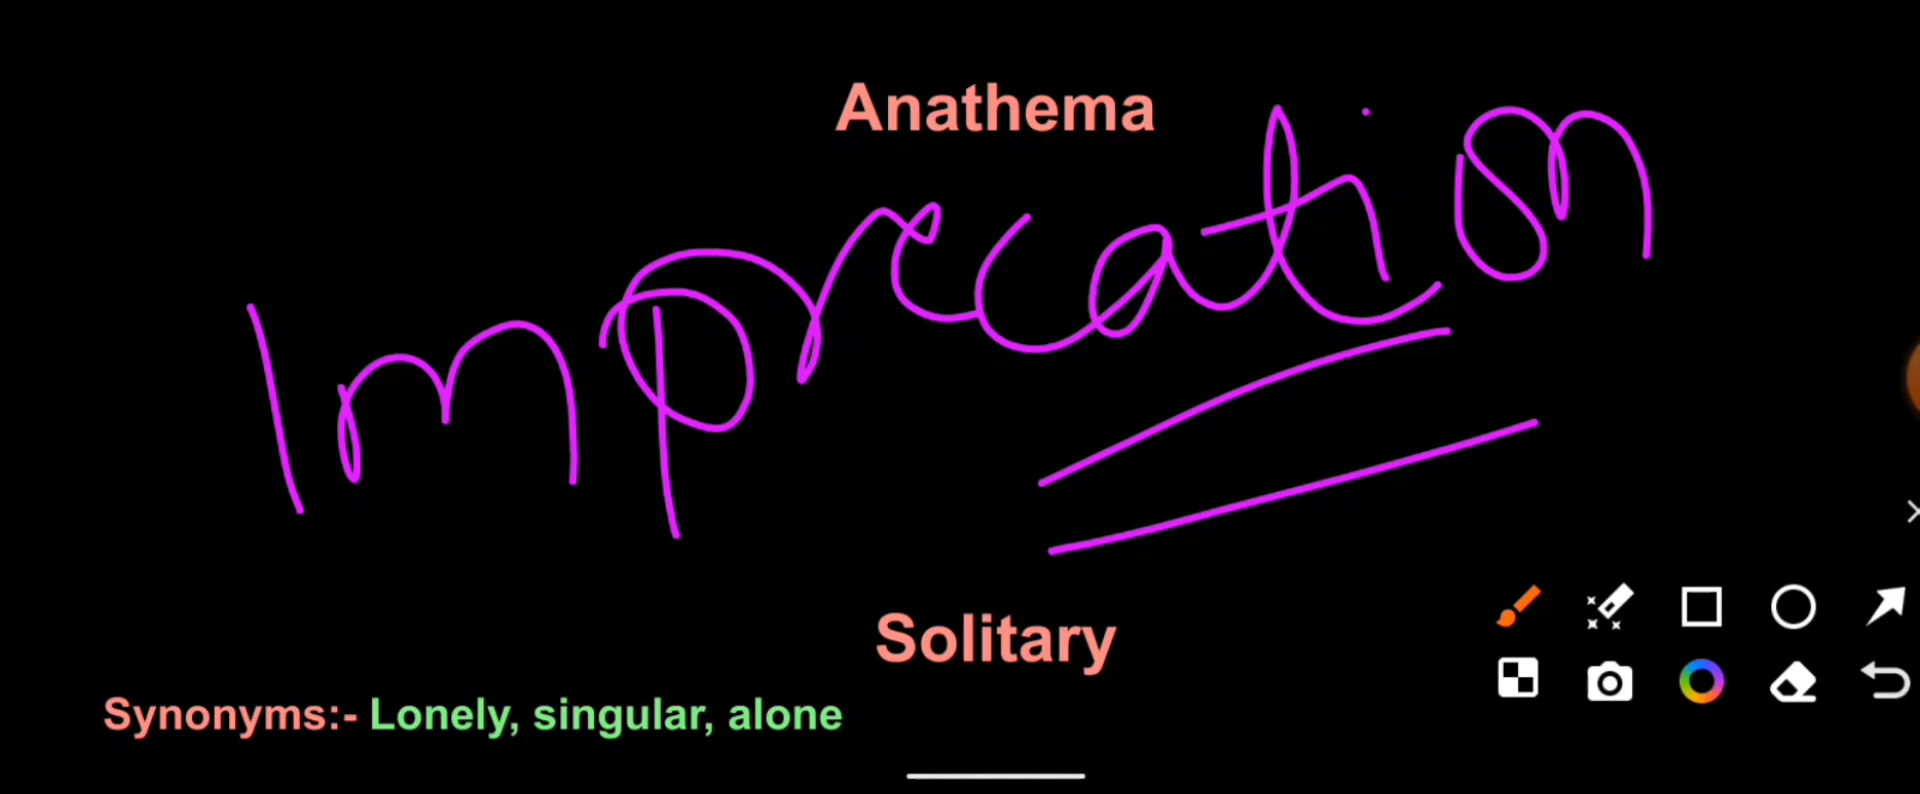 Anathema
Imprecation
Solitary
Synonyms:- Lonely, singular, alone